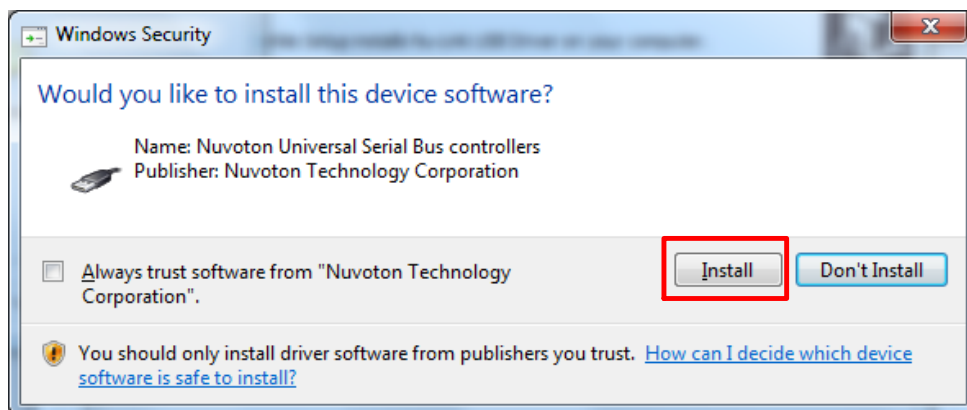 Windows Security
Would you like to install this device software?
Name: Nuvoton Universal Serial Bus controllers
Publisher: Nuvoton Technology Corporation
Always trust software from "Nuvoton Technology
Corporation".
Install
Don't Install
You should only install driver software from publishers you trust. How can I decide which device
software is safe to install?